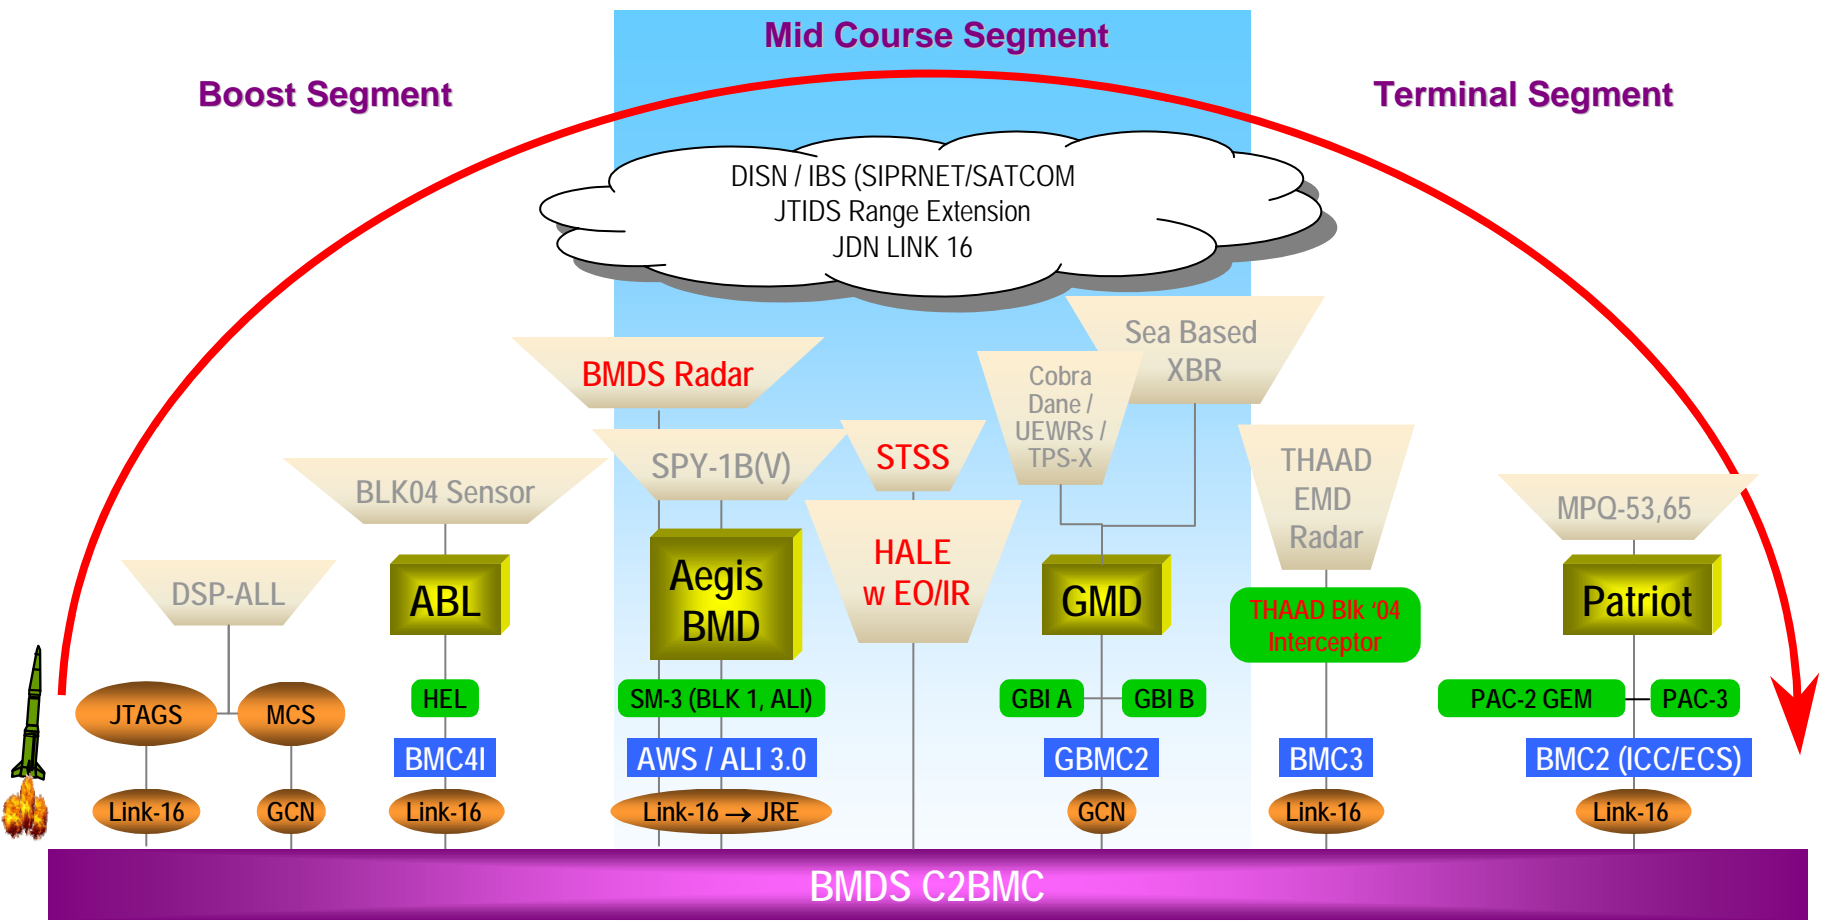 Mid Course Segment
Boost Segment
Terminal Segment
DISN / IBS (SIPRNET/SATCOM
JTIDS Range Extension
JDN LINK 16
Sea Based
XBR
BMDS Radar
Cobra
Dane /
UEWRs /
TPS-X
SPY-1B(V)
STSS
THAAD
EMD
Radar
BLK04 Sensor
MPQ-53,65
HALE
w EO/IR
DSP-ALL
ABL
Aegis
BMD
GMD
THAAD Blk ‘04
Interceptor
Patriot
JTAGS
MCS
HEL
SM-3 (BLK 1, ALI)
GBI A
GBI B
PAC-2 GEM
PAC-3
BMC4I
AWS / ALI 3.0
GBMC2
BMC3
BMC2 (ICC/ECS)
Link-16
GCN
Link-16
Link-16 → JRE
GCN
Link-16
Link-16
BMDS C2BMC